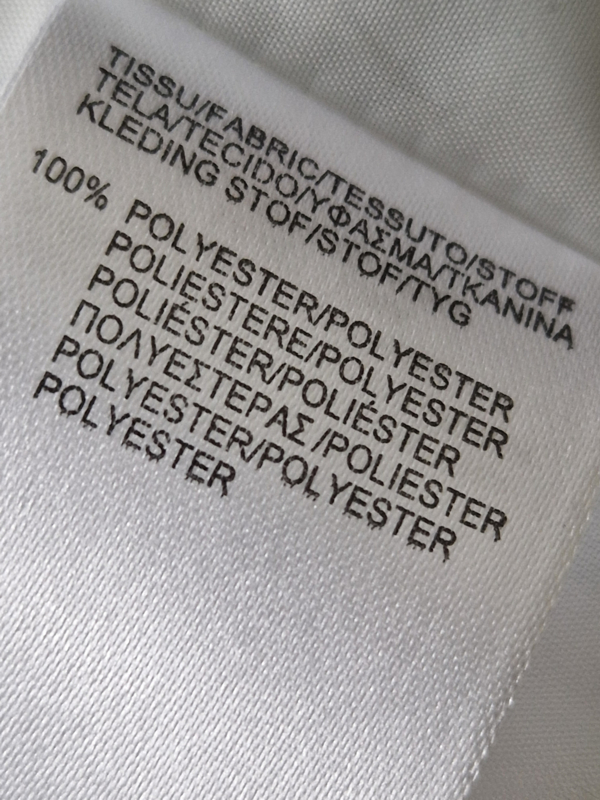 TISSU/FABRIC/TESSUTO/STOFF
TELA/TECIDO/ΥΦΑΣΜΑ/TKANINA
KLEDING STOF/STOF/TYG
100% POLYESTER/POLYESTER
POLIESTERE/POLYESTER
POLIÉSTER/POLIÉSTER
ΠΟΛΥΕΣΤΕΡΑΣ/POLIESTER
POLYESTER/POLYESTER
POLYESTER